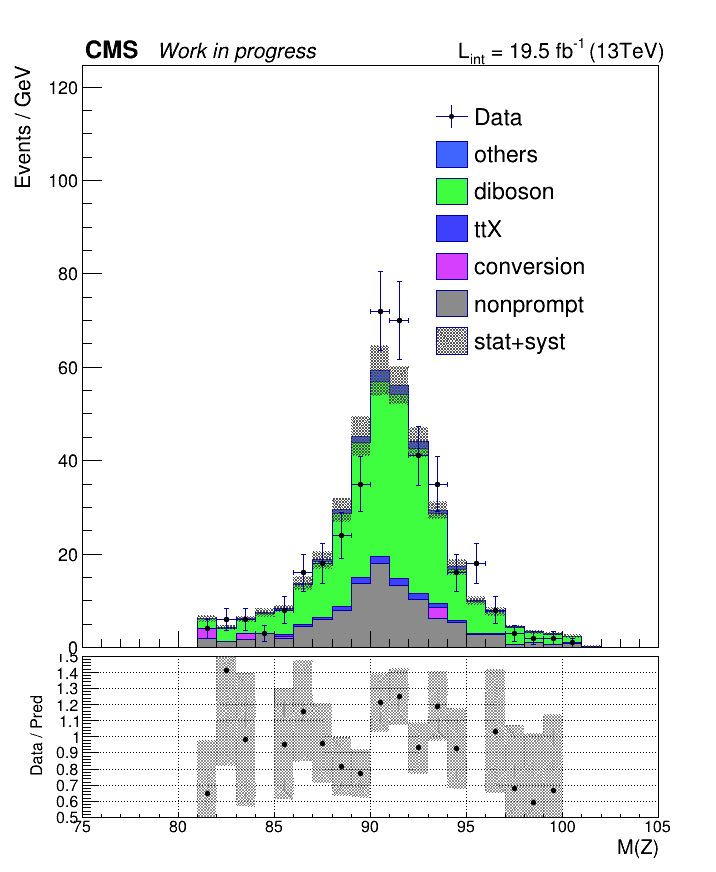 CMS Work in progress L_int = 19.5 fb^-1 (13TeV)
Events / GeV
120
100
80
60
40
20
0
Data
others
diboson
ttX
conversion
nonprompt
stat+syst
Data / Pred
1.5
1.4
1.3
1.2
1.1
1
0.9
0.8
0.7
0.6
0.5
75 80 85 90 95 100 105
M(Z)